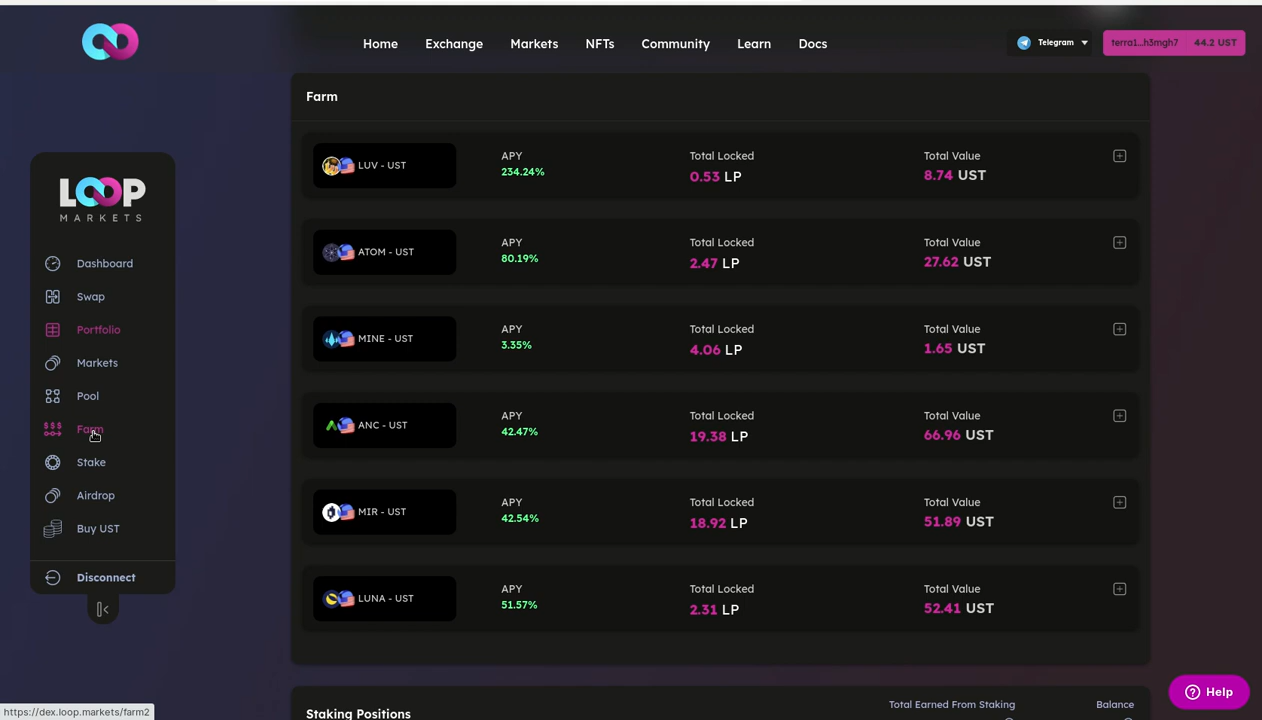 Home Exchange Markets NFTs Community Learn Docs
Telegram
terra1...h3mgh7 44.2 UST
LOOP
MARKETS
Dashboard
Swap
Portfolio
Markets
Pool
Farm
Stake
Airdrop
Buy UST
Disconnect
Farm
LUV - UST
APY
234.24%
Total Locked
0.53 LP
Total Value
8.74 UST
ATOM - UST
APY
80.19%
Total Locked
2.47 LP
Total Value
27.62 UST
MINE - UST
APY
3.35%
Total Locked
4.06 LP
Total Value
1.65 UST
ANC - UST
APY
42.47%
Total Locked
19.38 LP
Total Value
66.96 UST
MIR - UST
APY
42.54%
Total Locked
18.92 LP
Total Value
51.89 UST
LUNA - UST
APY
51.57%
Total Locked
2.31 LP
Total Value
52.41 UST
Staking Positions
Total Earned From Staking
Balance
Help
https://dex.loop.markets/farm2